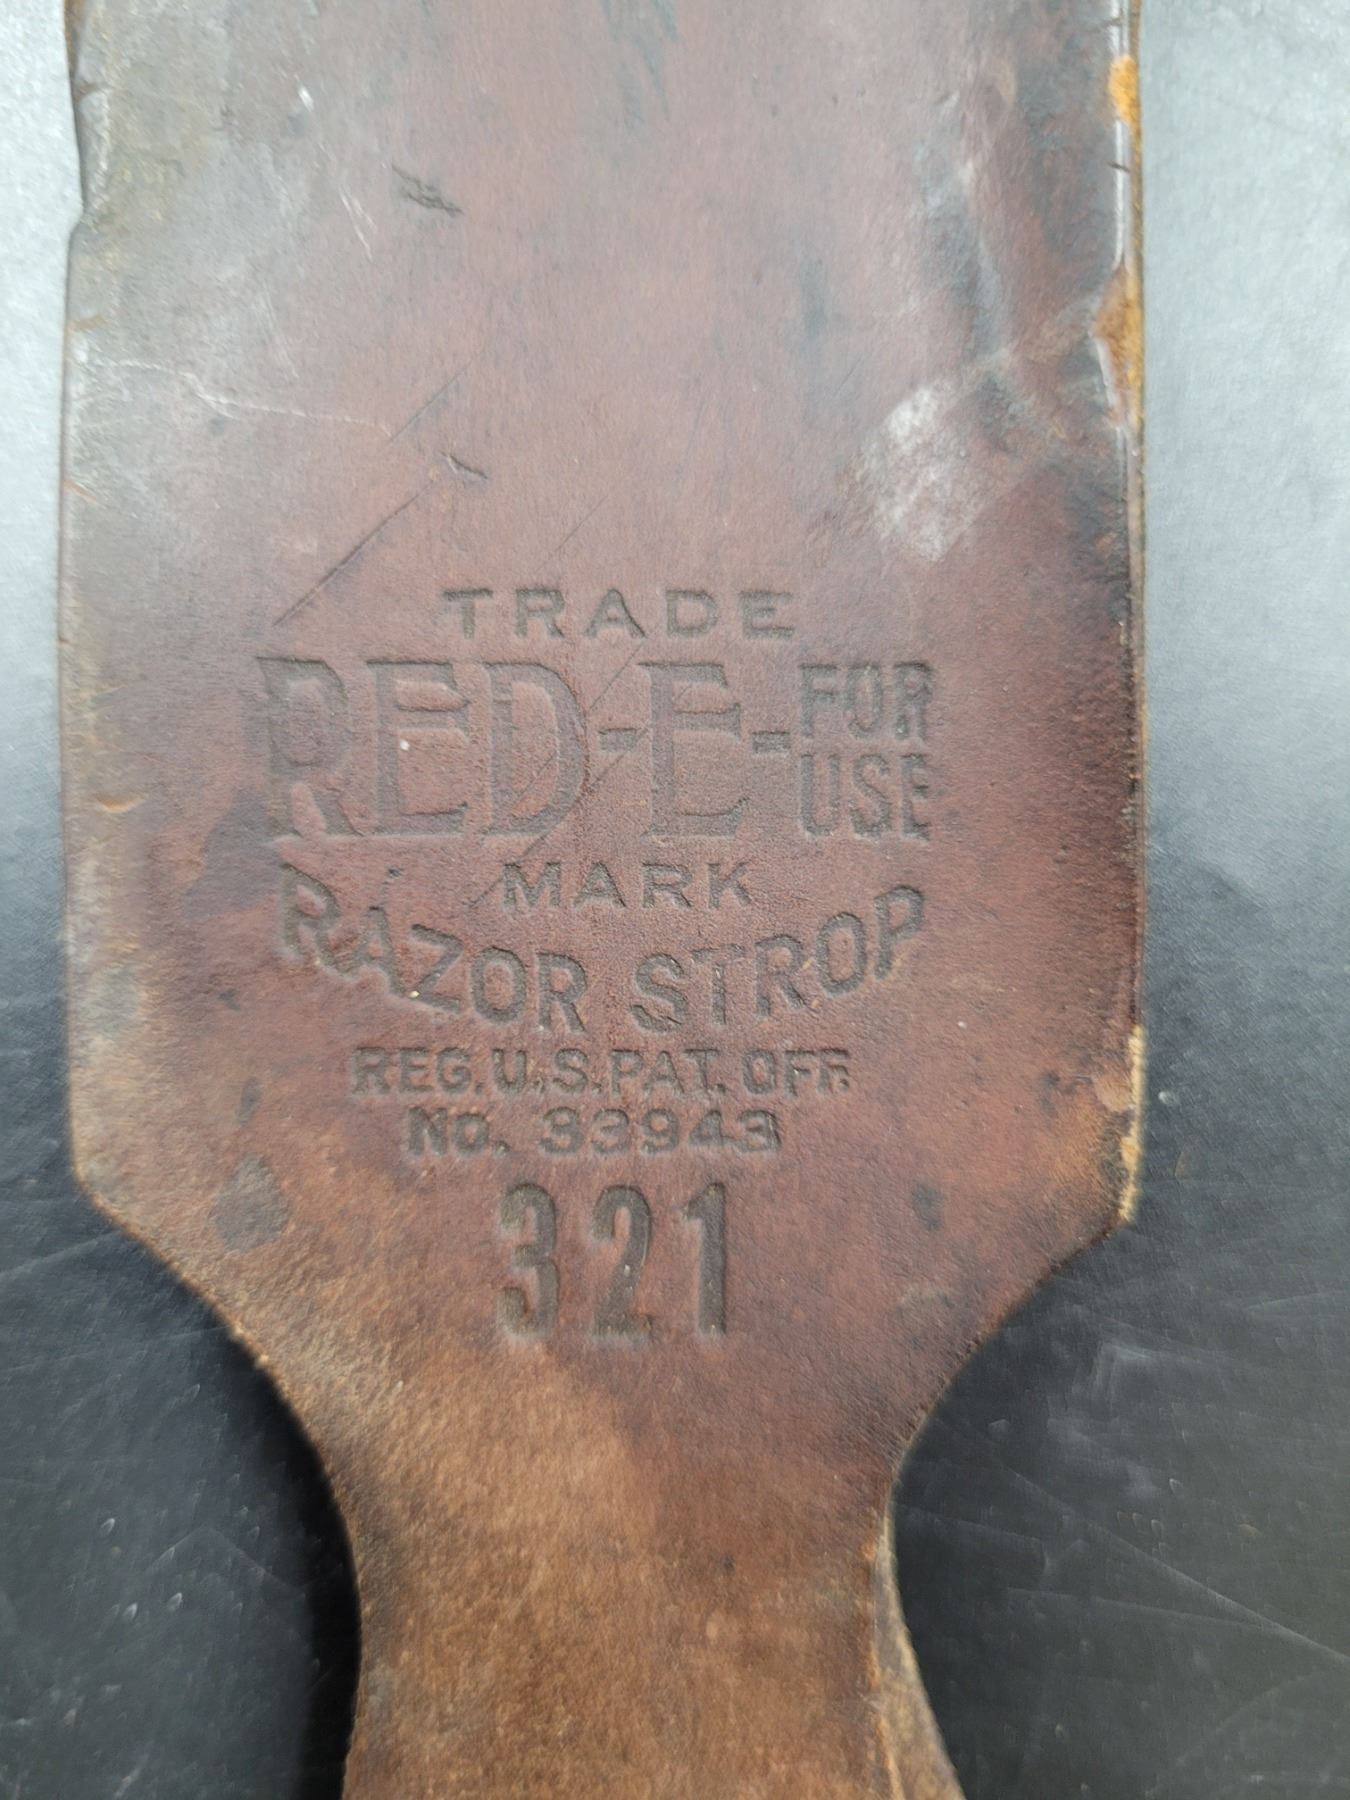 TRADE
RED-E-FOR USE
MARK
RAZOR STROP
REG. U.S. PAT. OFF.
No. 33943
321